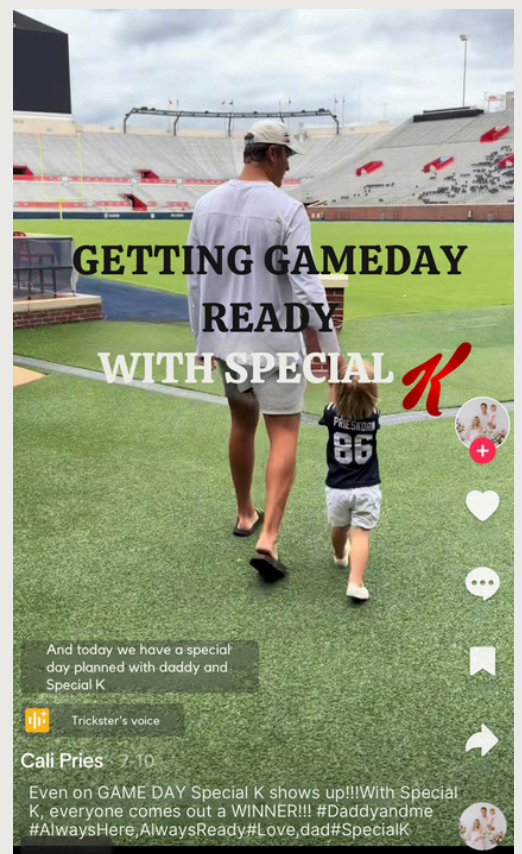 GETTING GAMEDAY
READY
WITH SPECIAL K
PRIESKORN
86
And today we have a special
day planned with daddy and
Special K
Trickster's voice
Cali Pries · 7-10
Even on GAME DAY Special K shows up!!!With Special
K, everyone comes out a WINNER!!! #Daddyandme
#AlwaysHere,AlwaysReady#Love,dad#SpecialK